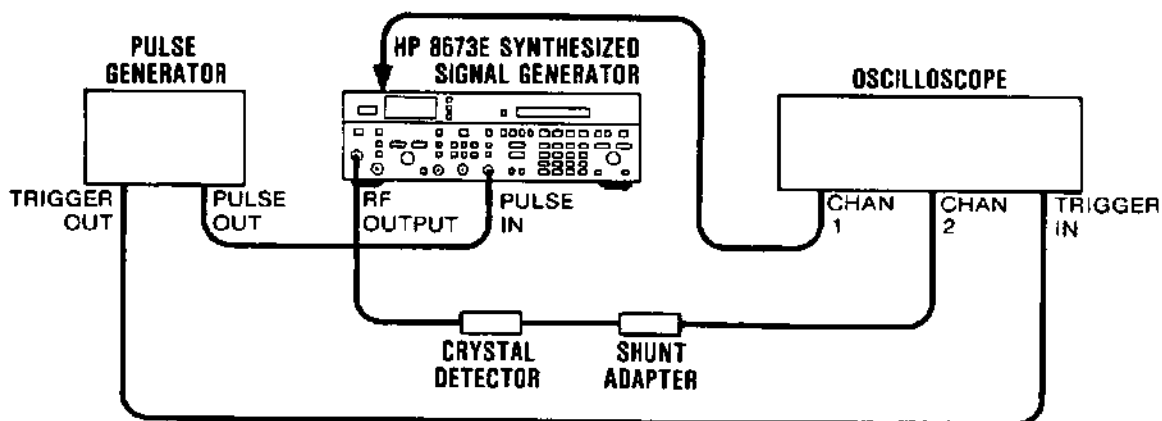 PULSE
GENERATOR
HP 8673E SYNTHESIZED
SIGNAL GENERATOR
OSCILLOSCOPE
TRIGGER
OUT
PULSE
OUT
RF
OUTPUT
PULSE
IN
CHAN
1
CHAN
2
TRIGGER
IN
CRYSTAL
DETECTOR
SHUNT
ADAPTER